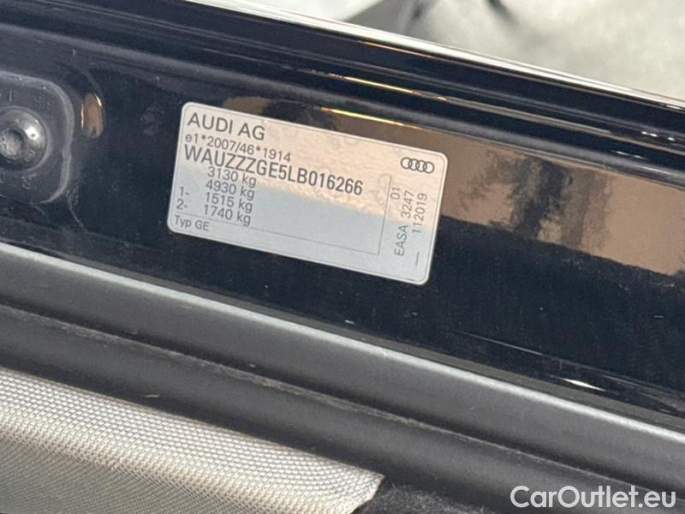 AUDI AG
e1*2007/46*1914
WAUZZZGE5LB016266
3130 kg
4930 kg
1- 1515 kg
2- 1740 kg
Typ GE
01
EASA 3247
112019
CarOutlet.eu